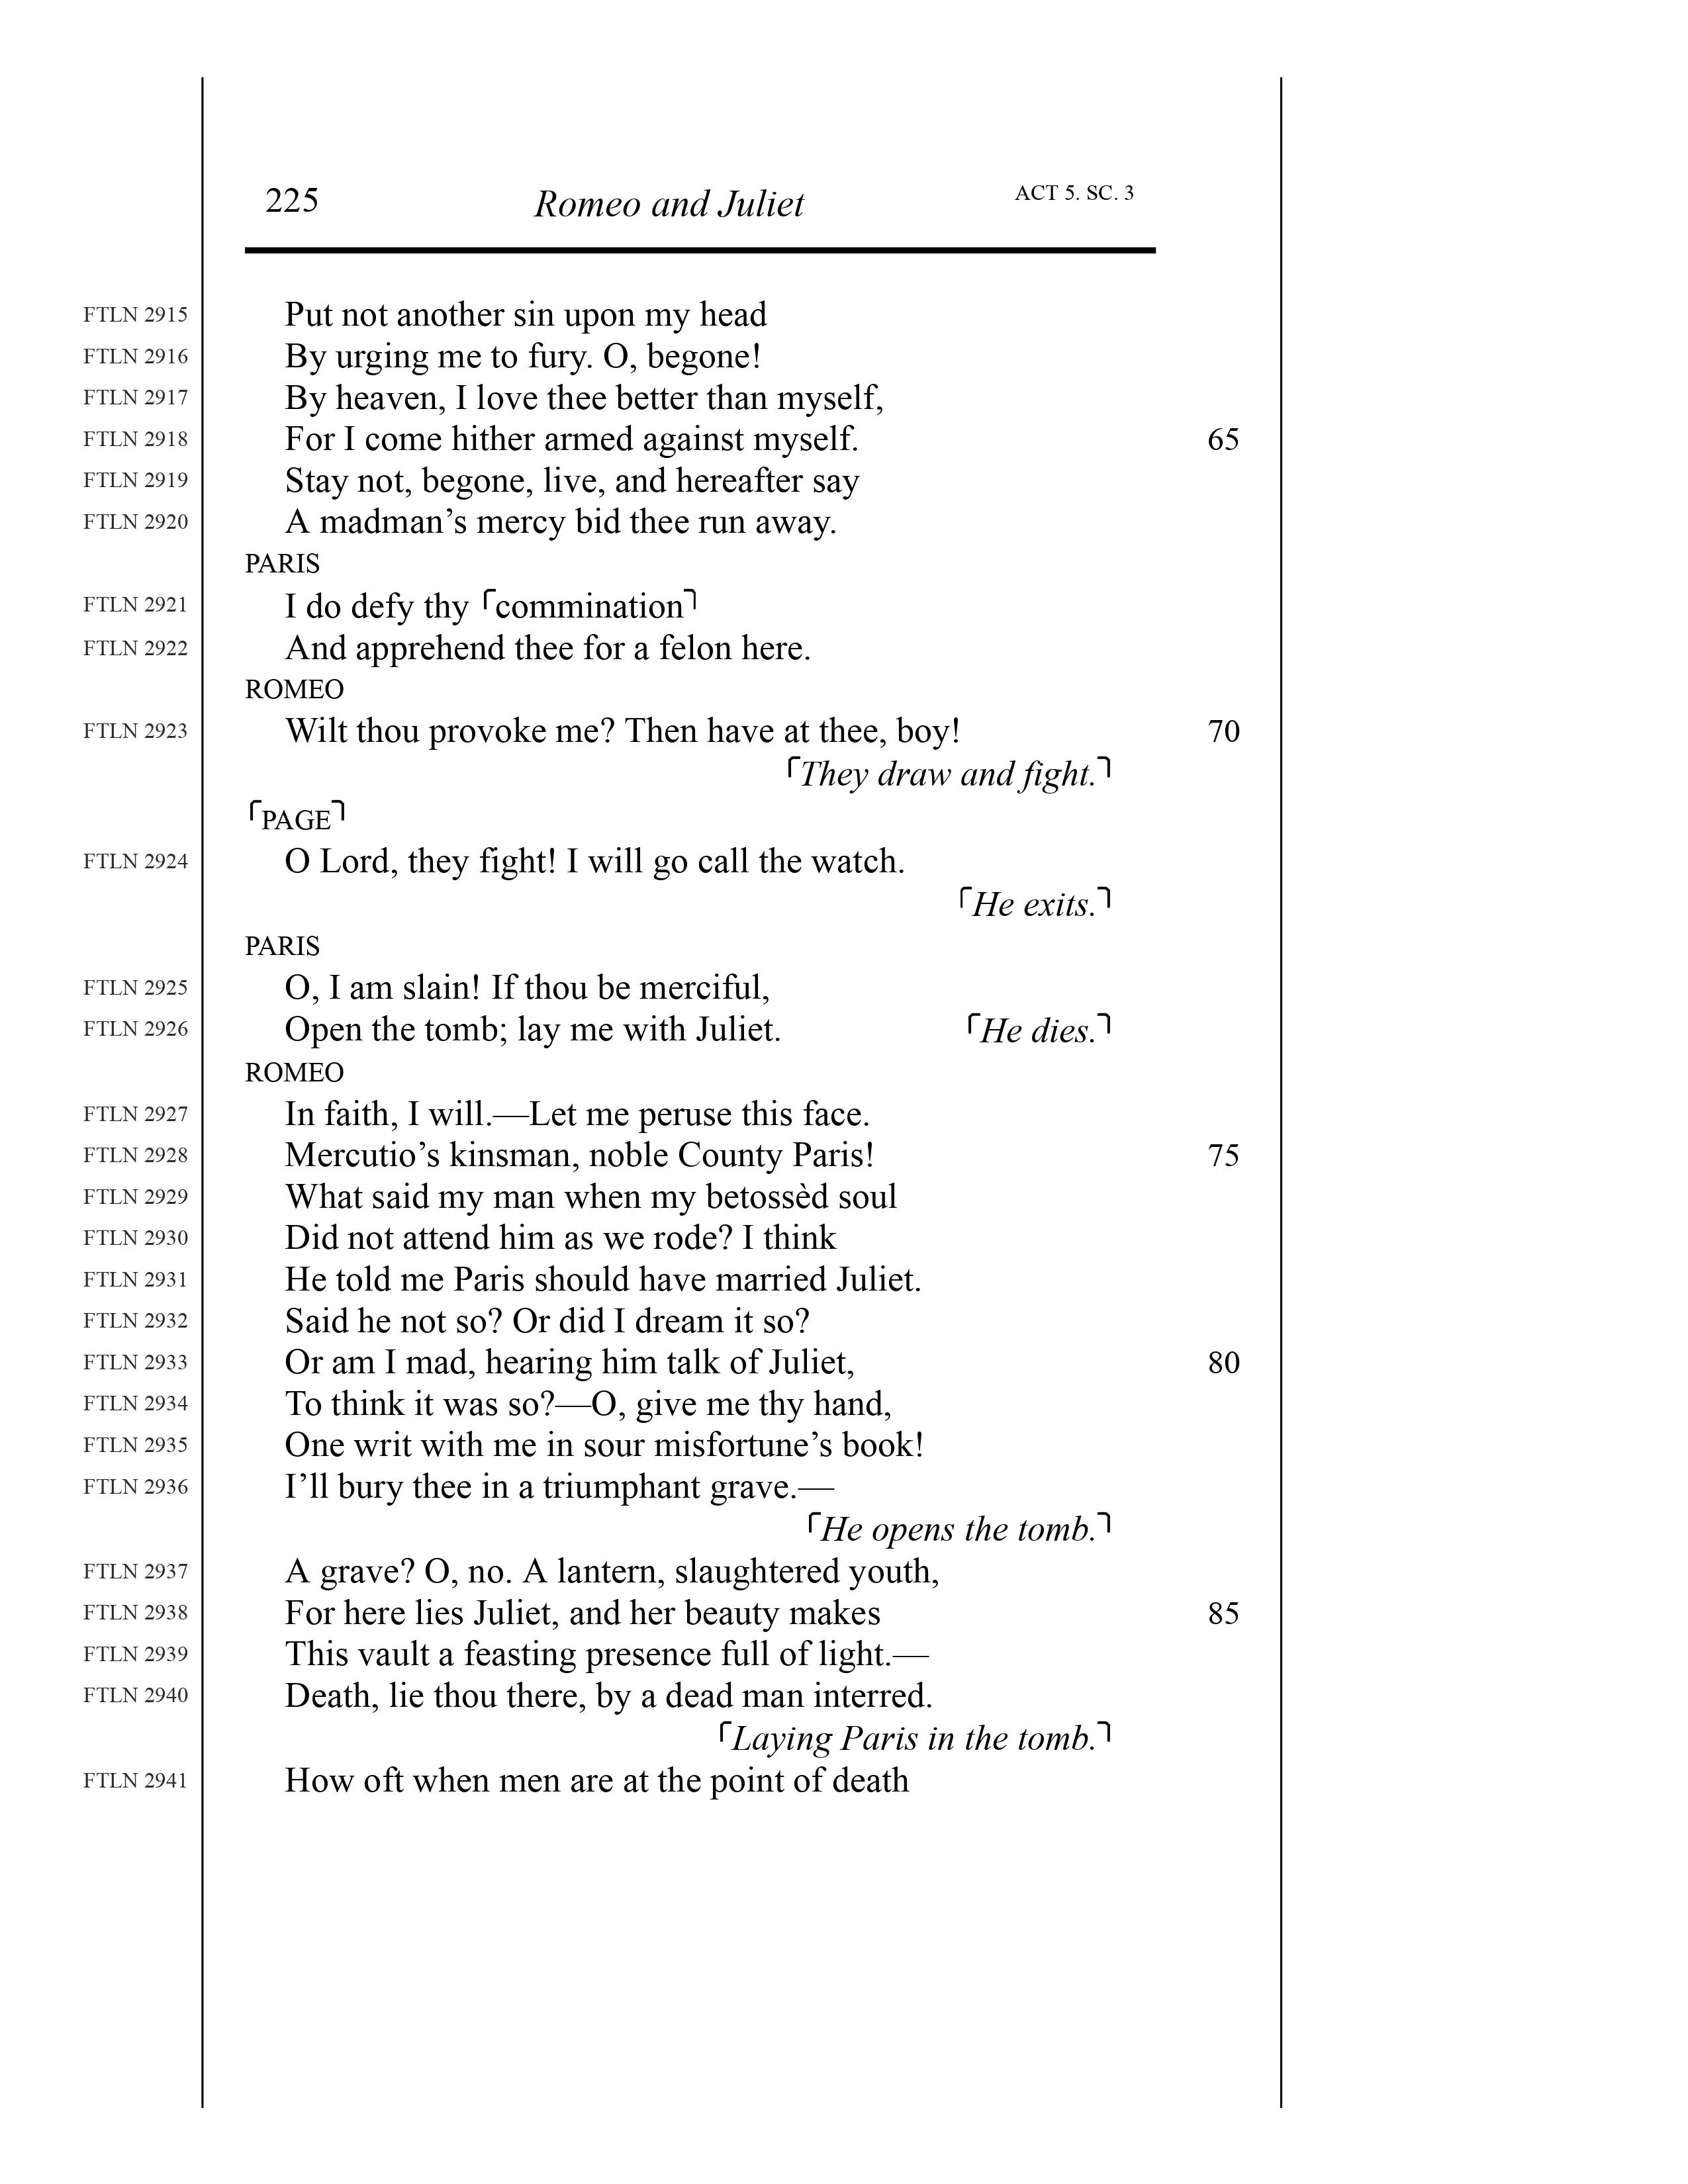 225 Romeo and Juliet ACT 5. SC. 3
FTLN 2915 Put not another sin upon my head
FTLN 2916 By urging me to fury. O, begone!
FTLN 2917 By heaven, I love thee better than myself,
FTLN 2918 For I come hither armed against myself. 65
FTLN 2919 Stay not, begone, live, and hereafter say
FTLN 2920 A madman’s mercy bid thee run away.
PARIS
FTLN 2921 I do defy thy ⌜commination⌝
FTLN 2922 And apprehend thee for a felon here.
ROMEO
FTLN 2923 Wilt thou provoke me? Then have at thee, boy! 70
⌜They draw and fight.⌝
⌜PAGE⌝
FTLN 2924 O Lord, they fight! I will go call the watch.
⌜He exits.⌝
PARIS
FTLN 2925 O, I am slain! If thou be merciful,
FTLN 2926 Open the tomb; lay me with Juliet. ⌜He dies.⌝
ROMEO
FTLN 2927 In faith, I will.—Let me peruse this face.
FTLN 2928 Mercutio’s kinsman, noble County Paris! 75
FTLN 2929 What said my man when my betossèd soul
FTLN 2930 Did not attend him as we rode? I think
FTLN 2931 He told me Paris should have married Juliet.
FTLN 2932 Said he not so? Or did I dream it so?
FTLN 2933 Or am I mad, hearing him talk of Juliet, 80
FTLN 2934 To think it was so?—O, give me thy hand,
FTLN 2935 One writ with me in sour misfortune’s book!
FTLN 2936 I’ll bury thee in a triumphant grave.—
⌜He opens the tomb.⌝
FTLN 2937 A grave? O, no. A lantern, slaughtered youth,
FTLN 2938 For here lies Juliet, and her beauty makes 85
FTLN 2939 This vault a feasting presence full of light.—
FTLN 2940 Death, lie thou there, by a dead man interred.
⌜Laying Paris in the tomb.⌝
FTLN 2941 How oft when men are at the point of death